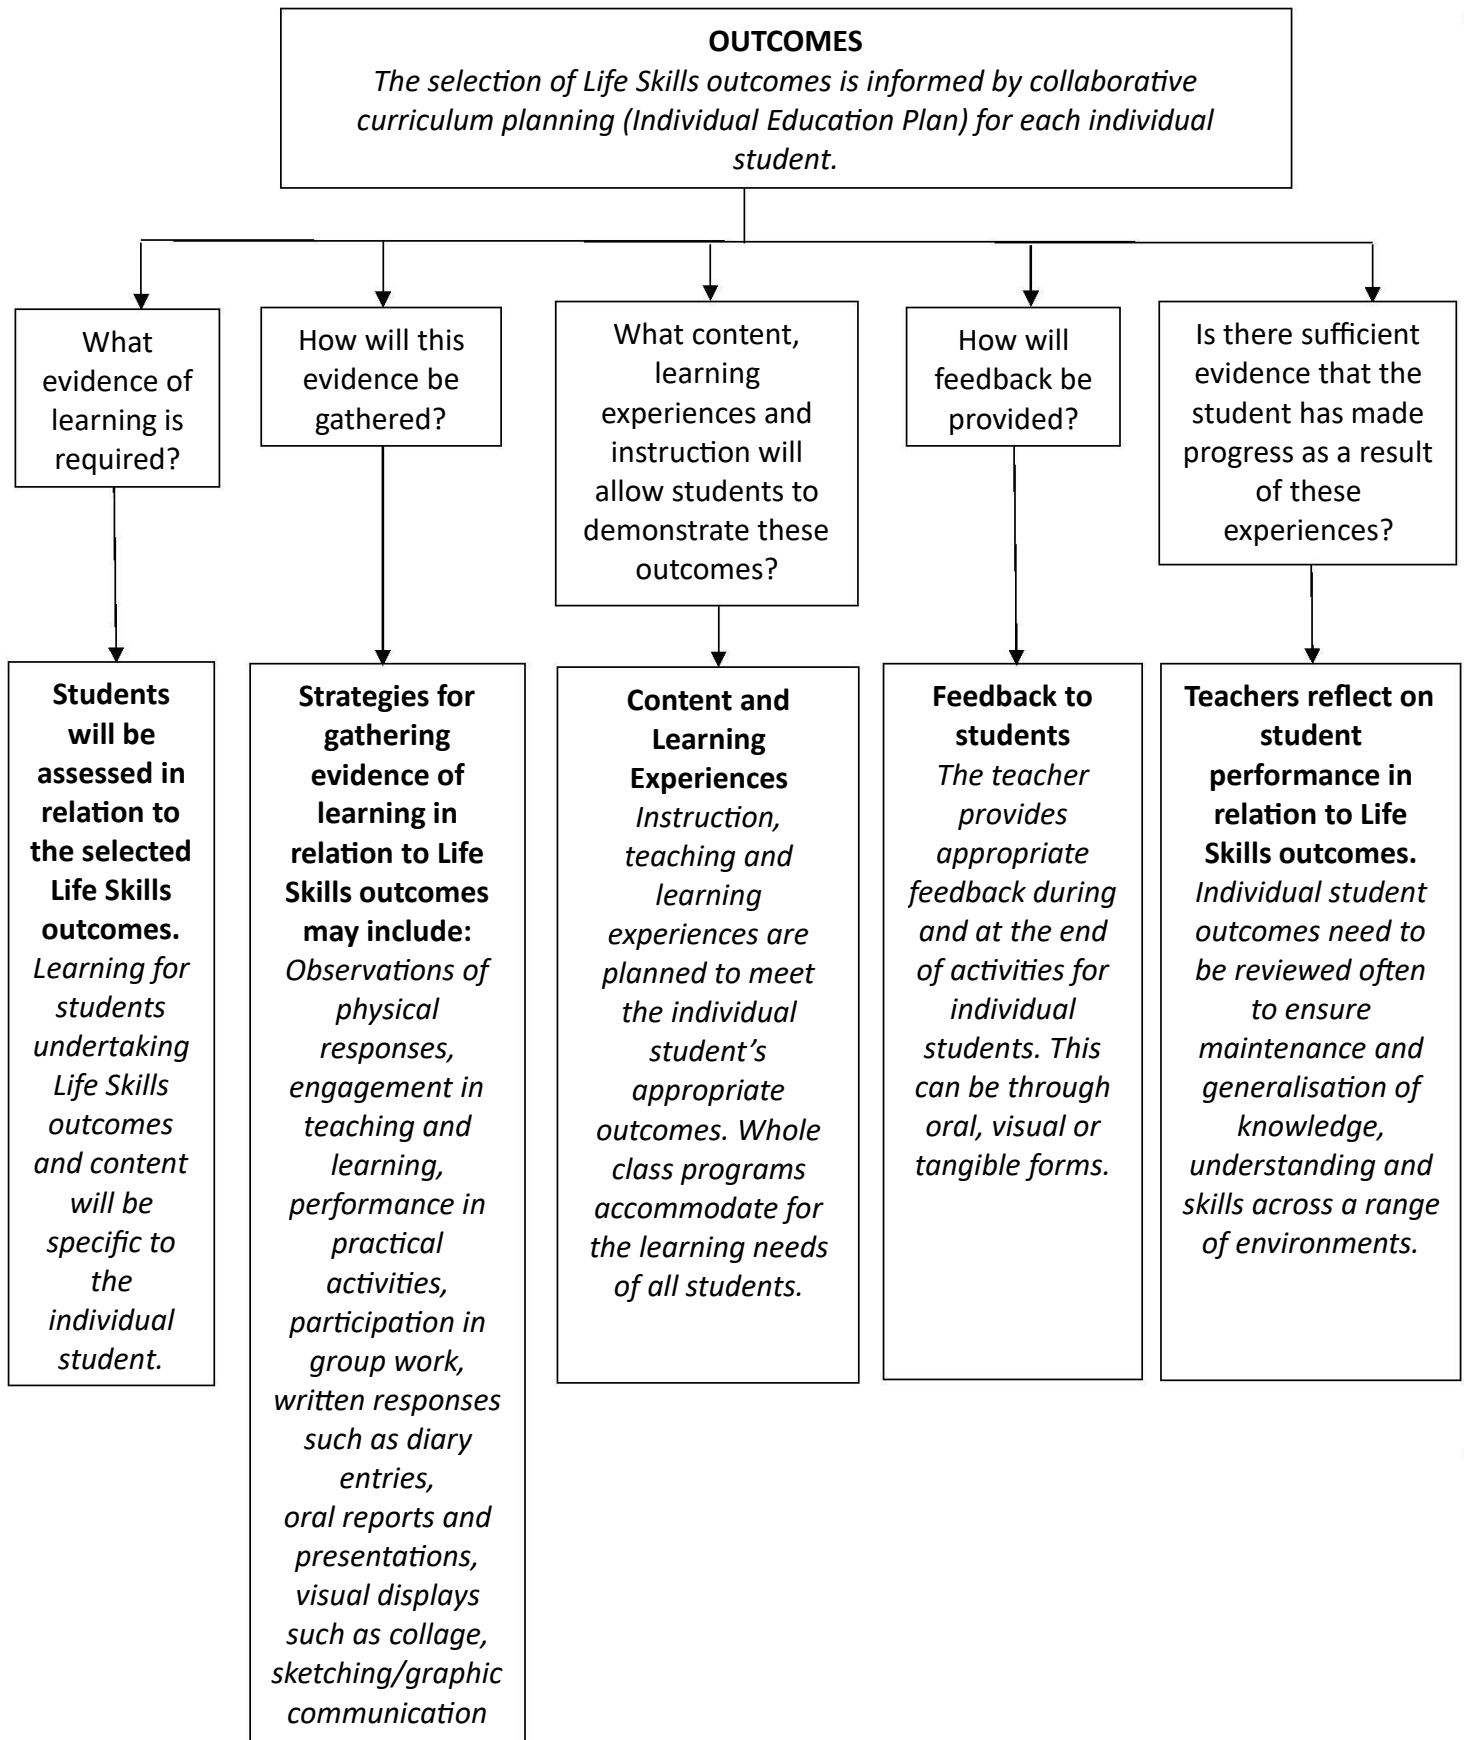 OUTCOMES
The selection of Life Skills outcomes is informed by collaborative
curriculum planning (Individual Education Plan) for each individual
student.
What
evidence of
learning is
required?
How will this
evidence be
gathered?
What content,
learning
experiences and
instruction will
allow students to
demonstrate these
outcomes?
How will
feedback be
provided?
Is there sufficient
evidence that the
student has made
progress as a result
of these
experiences?
Students
will be
assessed in
relation to
the selected
Life Skills
outcomes.
Learning for
students
undertaking
Life Skills
outcomes
and content
will be
specific to
the
individual
student.
Strategies for
gathering
evidence of
learning in
relation to Life
Skills outcomes
may include:
Observations of
physical
responses,
engagement in
teaching and
learning,
performance in
practical
activities,
participation in
group work,
written responses
such as diary
entries,
oral reports and
presentations,
visual displays
such as collage,
sketching/graphic
communication
Content and
Learning
Experiences
Instruction,
teaching and
learning
experiences are
planned to meet
the individual
student’s
appropriate
outcomes. Whole
class programs
accommodate for
the learning needs
of all students.
Feedback to
students
The teacher
provides
appropriate
feedback during
and at the end
of activities for
individual
students. This
can be through
oral, visual or
tangible forms.
Teachers reflect on
student
performance in
relation to Life
Skills outcomes.
Individual student
outcomes need to
be reviewed often
to ensure
maintenance and
generalisation of
knowledge,
understanding and
skills across a range
of environments.